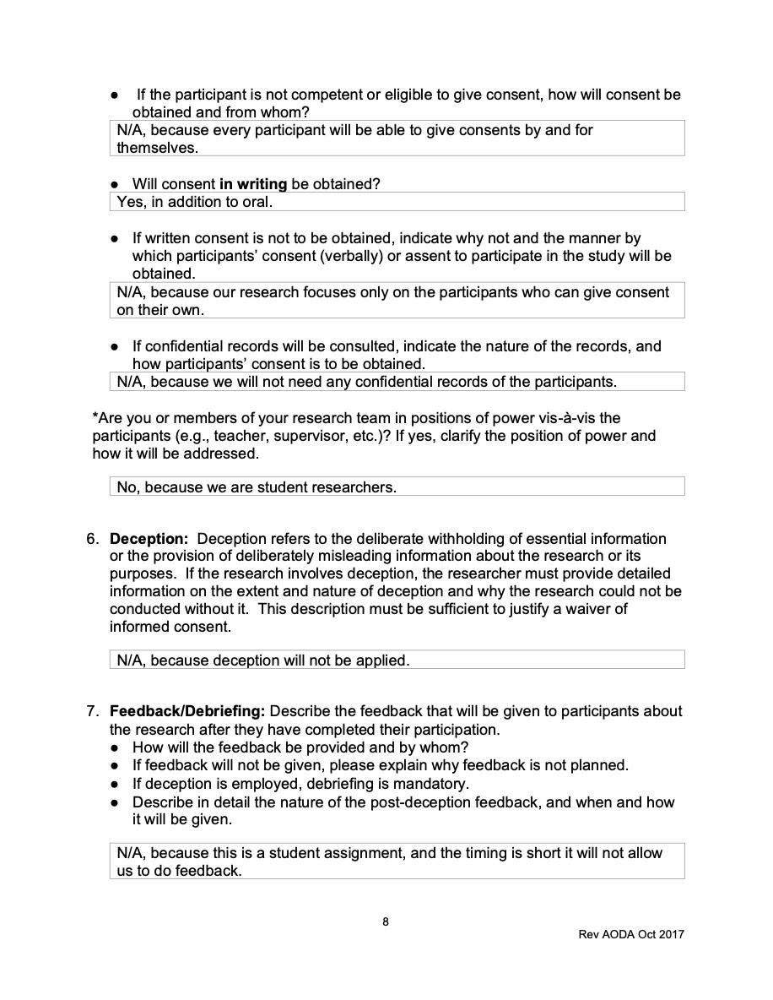 ● If the participant is not competent or eligible to give consent, how will consent be
obtained and from whom?
N/A, because every participant will be able to give consents by and for
themselves.
● Will consent in writing be obtained?
Yes, in addition to oral.
● If written consent is not to be obtained, indicate why not and the manner by
which participants’ consent (verbally) or assent to participate in the study will be
obtained.
N/A, because our research focuses only on the participants who can give consent
on their own.
● If confidential records will be consulted, indicate the nature of the records, and
how participants’ consent is to be obtained.
N/A, because we will not need any confidential records of the participants.
*Are you or members of your research team in positions of power vis-à-vis the
participants (e.g., teacher, supervisor, etc.)? If yes, clarify the position of power and
how it will be addressed.
No, because we are student researchers.
6. Deception: Deception refers to the deliberate withholding of essential information
or the provision of deliberately misleading information about the research or its
purposes. If the research involves deception, the researcher must provide detailed
information on the extent and nature of deception and why the research could not be
conducted without it. This description must be sufficient to justify a waiver of
informed consent.
N/A, because deception will not be applied.
7. Feedback/Debriefing: Describe the feedback that will be given to participants about
the research after they have completed their participation.
● How will the feedback be provided and by whom?
● If feedback will not be given, please explain why feedback is not planned.
● If deception is employed, debriefing is mandatory.
● Describe in detail the nature of the post-deception feedback, and when and how
it will be given.
N/A, because this is a student assignment, and the timing is short it will not allow
us to do feedback.
8
Rev AODA Oct 2017